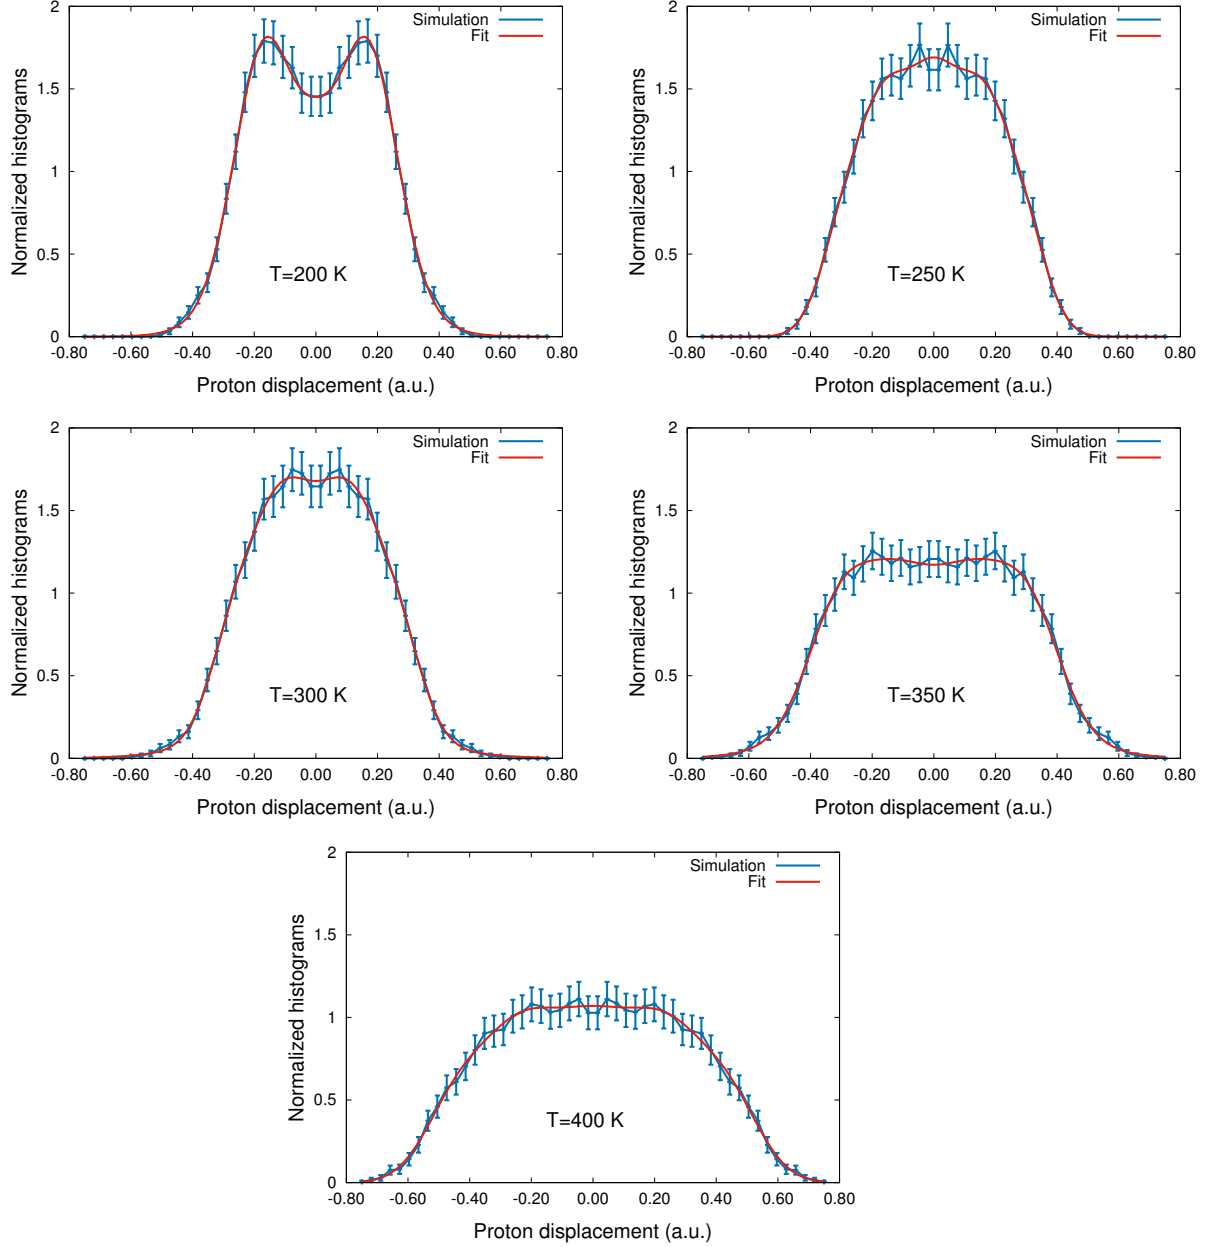 Normalized histograms
2
1.5
1
0.5
0
Simulation
Fit
T=200 K
-0.80 -0.60 -0.40 -0.20 0.00 0.20 0.40 0.60 0.80
Proton displacement (a.u.)
Normalized histograms
2
1.5
1
0.5
0
Simulation
Fit
T=250 K
-0.80 -0.60 -0.40 -0.20 0.00 0.20 0.40 0.60 0.80
Proton displacement (a.u.)
Normalized histograms
2
1.5
1
0.5
0
Simulation
Fit
T=300 K
-0.80 -0.60 -0.40 -0.20 0.00 0.20 0.40 0.60 0.80
Proton displacement (a.u.)
Normalized histograms
2
1.5
1
0.5
0
Simulation
Fit
T=350 K
-0.80 -0.60 -0.40 -0.20 0.00 0.20 0.40 0.60 0.80
Proton displacement (a.u.)
Normalized histograms
2
1.5
1
0.5
0
Simulation
Fit
T=400 K
-0.80 -0.60 -0.40 -0.20 0.00 0.20 0.40 0.60 0.80
Proton displacement (a.u.)